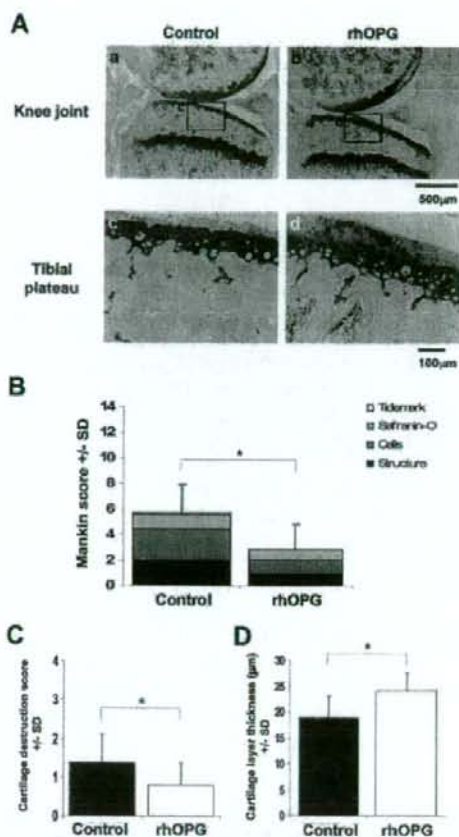 A
Control rhOPG
a b
Knee joint
500μm
c d
Tibial plateau
100μm
B
Mankin score +/- SD
14
12
10
8
6
4
2
0
Tidemark
Safranin-O
Cells
Structure
*
Control rhOPG
C
Cartilage destruction score
+/- SD
4
3
2
1
0
*
Control rhOPG
D
Cartilage layer thickness (μm)
+/- SD
30
25
20
15
10
5
0
*
Control rhOPG